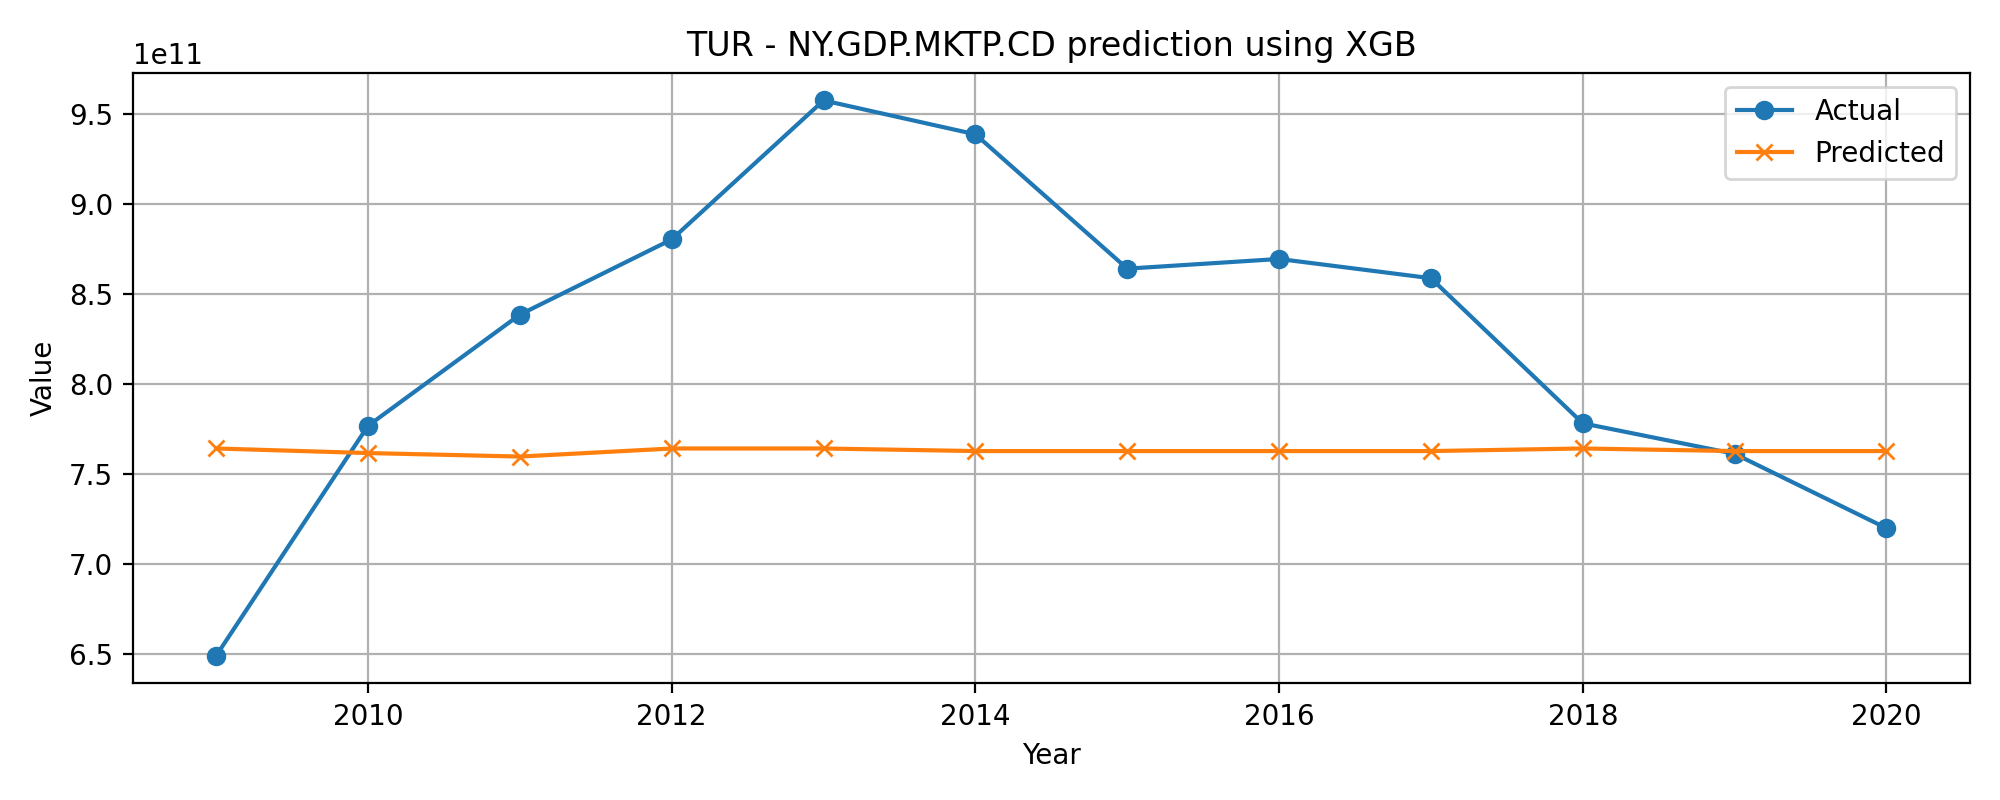 TUR - NY.GDP.MKTP.CD prediction using XGB
1e11
Actual
Predicted
9.5
9.0
8.5
8.0
7.5
7.0
6.5
Value
2010 2012 2014 2016 2018 2020
Year